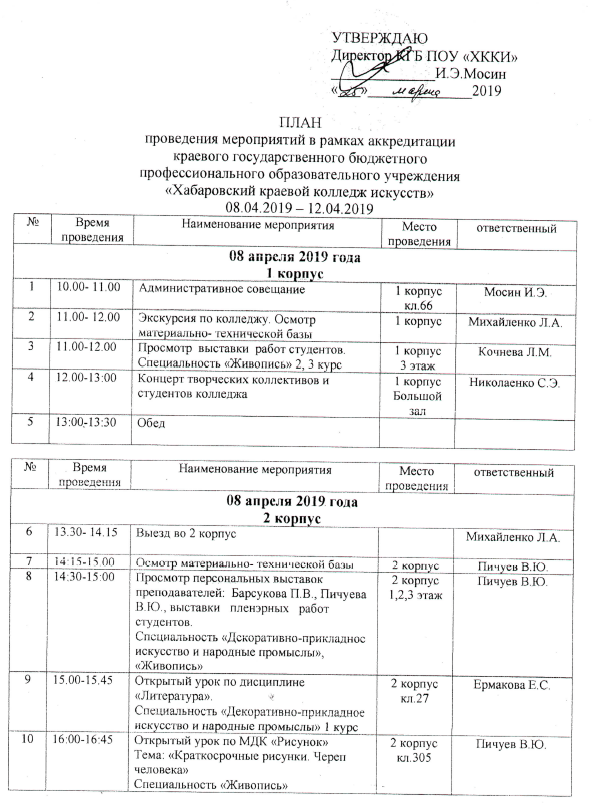 УТВЕРЖДАЮ
Директор КГБ ПОУ «ХККИ»
И.Э.Мосин
«25» марта 2019
ПЛАН
проведения мероприятий в рамках аккредитации
краевого государственного бюджетного
профессионального образовательного учреждения
«Хабаровский краевой колледж искусств»
08.04.2019 – 12.04.2019
№ Время Наименование мероприятия Место ответственный
проведения проведения
08 апреля 2019 года
1 корпус
1 10.00- 11.00 Административное совещание 1 корпус Мосин И.Э.
кл.66
2 11.00- 12.00 Экскурсия по колледжу. Осмотр 1 корпус Михайленко Л.А.
материально- технической базы
3 11.00-12.00 Просмотр выставки работ студентов. 1 корпус Кочнева Л.М.
Специальность «Живопись» 2, 3 курс 3 этаж
4 12.00-13:00 Концерт творческих коллективов и 1 корпус Николаенко С.Э.
студентов колледжа Большой
зал
5 13:00-13:30 Обед
№ Время Наименование мероприятия Место ответственный
проведения проведения
08 апреля 2019 года
2 корпус
6 13.30- 14.15 Выезд во 2 корпус Михайленко Л.А.
7 14:15-15.00 Осмотр материально- технической базы 2 корпус Пичуев В.Ю.
8 14:30-15:00 Просмотр персональных выставок 2 корпус Пичуев В.Ю.
преподавателей: Барсукова П.В., Пичуева 1,2,3 этаж
В.Ю., выставки пленэрных работ
студентов.
Специальность «Декоративно-прикладное
искусство и народные промыслы»,
«Живопись»
9 15.00-15.45 Открытый урок по дисциплине 2 корпус Ермакова Е.С.
«Литература». кл.27
Специальность «Декоративно-прикладное
искусство и народные промыслы» 1 курс
10 16:00-16:45 Открытый урок по МДК «Рисунок» 2 корпус Пичуев В.Ю.
Тема: «Краткосрочные рисунки. Череп кл.305
человека»
Специальность «Живопись»